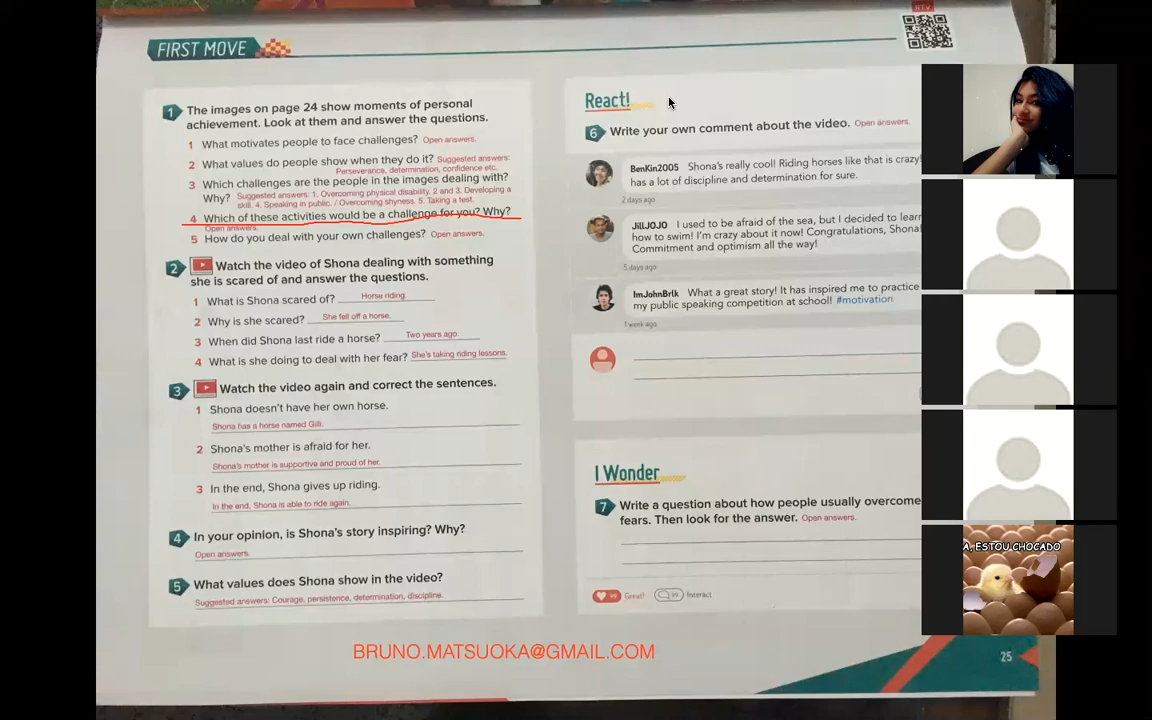 FIRST MOVE
1 The images on page 24 show moments of personal
achievement. Look at them and answer the questions.
1 What motivates people to face challenges? Open answers.
2 What values do people show when they do it? Suggested answers:
Perseverance, determination, confidence etc.
3 Which challenges are the people in the images dealing with?
Why? Suggested answers: 1. Overcoming physical disability. 2 and 3. Developing a
skill. 4. Speaking in public. / Overcoming shyness. 5. Taking a test.
4 Which of these activities would be a challenge for you? Why?
Open answers.
5 How do you deal with your own challenges? Open answers.
2 Watch the video of Shona dealing with something
she is scared of and answer the questions.
1 What is Shona scared of? Horse riding.
2 Why is she scared? She fell off a horse.
3 When did Shona last ride a horse? Two years ago.
4 What is she doing to deal with her fear? She's taking riding lessons.
3 Watch the video again and correct the sentences.
1 Shona doesn't have her own horse.
Shona has a horse named Gilli.
2 Shona's mother is afraid for her.
Shona's mother is supportive and proud of her.
3 In the end, Shona gives up riding.
In the end, Shona is able to ride again.
4 In your opinion, is Shona's story inspiring? Why?
Open answers.
5 What values does Shona show in the video?
Suggested answers: Courage, persistence, determination, discipline.
React!
6 Write your own comment about the video. Open answers.
BenKin2005 Shona's really cool! Riding horses like that is crazy!
has a lot of discipline and determination for sure.
2 days ago
JillJOJO I used to be afraid of the sea, but I decided to learn
how to swim! I'm crazy about it now! Congratulations, Shona!
Commitment and optimism all the way!
5 days ago
ImJohnBrlk What a great story! It has inspired me to practice
my public speaking competition at school! #motivation
1 week ago
I Wonder
7 Write a question about how people usually overcome
fears. Then look for the answer. Open answers.
99 Great! 99 Interact
BRUNO.MATSUOKA@GMAIL.COM
25
A, ESTOU CHOCADO